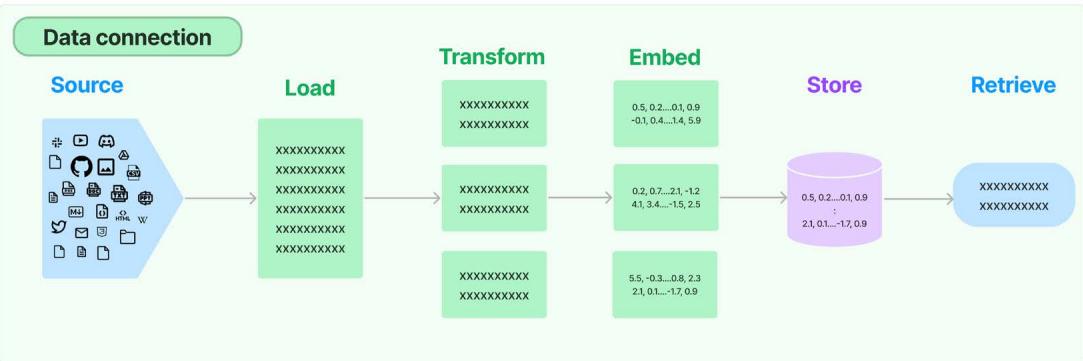 Data connection
Source
Load
Transform
Embed
Store
Retrieve
CSV
TXT
PPT
M↓
HTML
W
XXXXXXXXXX
XXXXXXXXXX
XXXXXXXXXX
XXXXXXXXXX
XXXXXXXXXX
XXXXXXXXXX
XXXXXXXXXX
XXXXXXXXXX
XXXXXXXXXX
XXXXXXXXXX
XXXXXXXXXX
XXXXXXXXXX
0.5, 0.2....0.1, 0.9
-0.1, 0.4....1.4, 5.9
0.2, 0.7....2.1, -1.2
4.1, 3.4....-1.5, 2.5
5.5, -0.3....0.8, 2.3
2.1, 0.1....-1.7, 0.9
0.5, 0.2....0.1, 0.9
:
2.1, 0.1....-1.7, 0.9
XXXXXXXXXX
XXXXXXXXXX